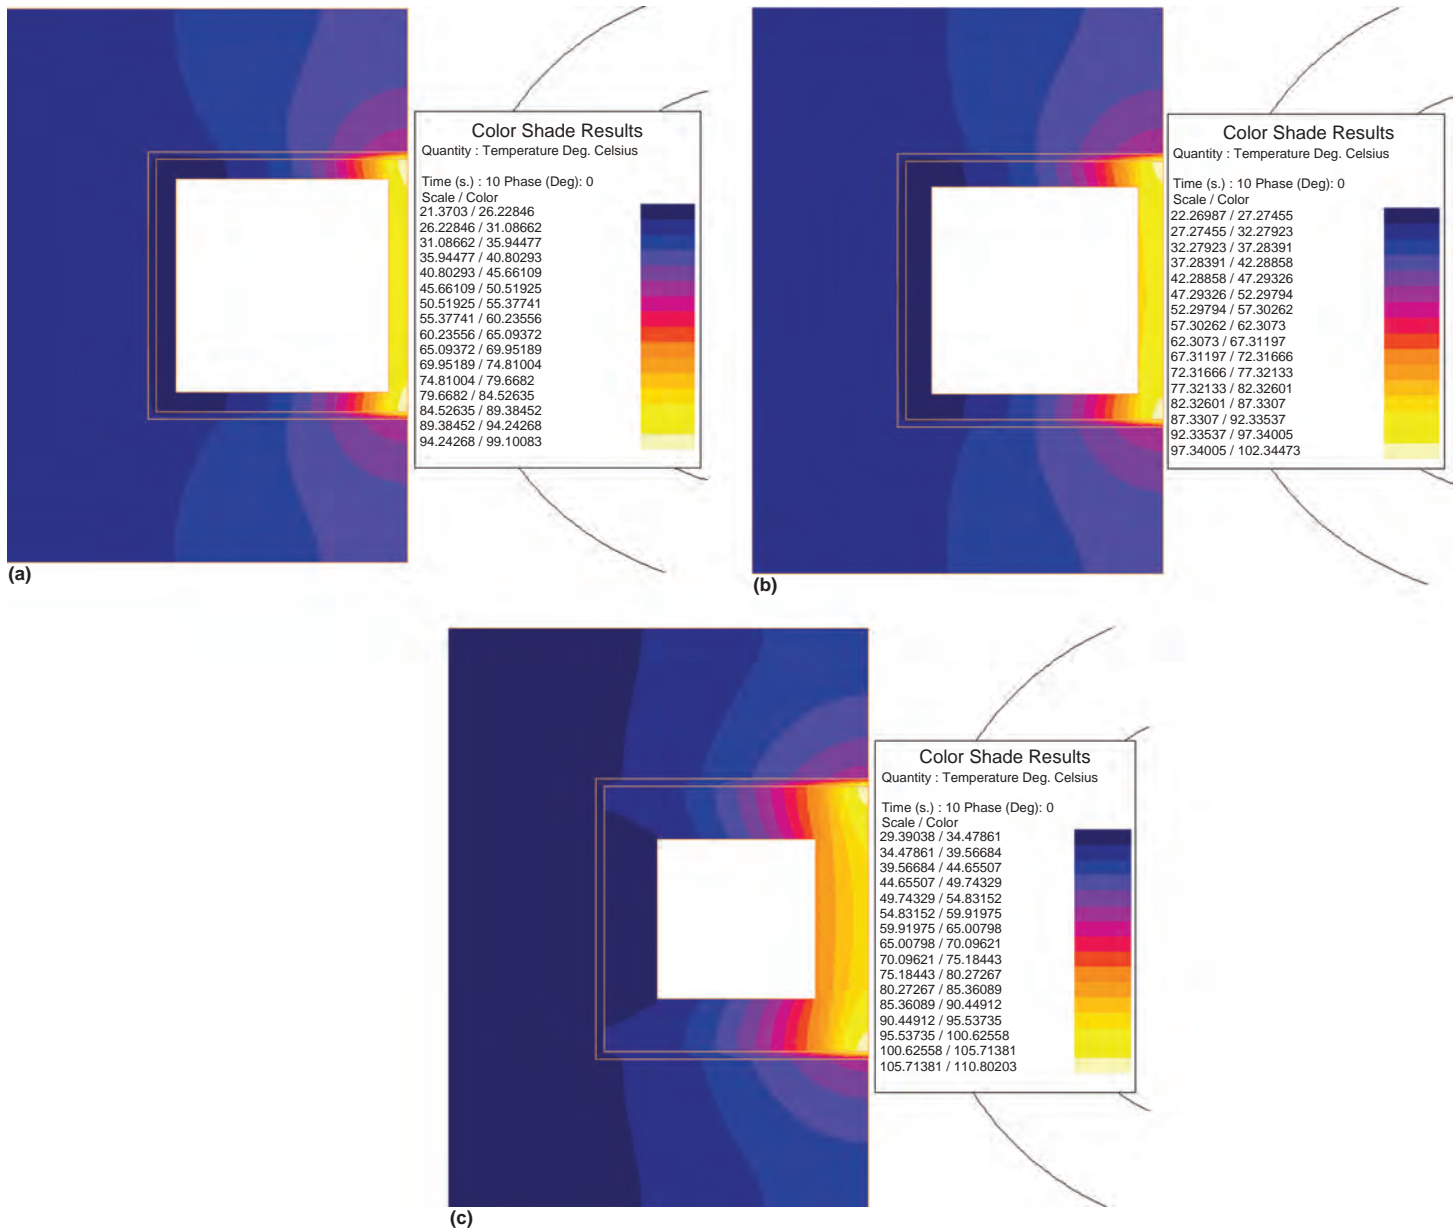 Color Shade Results
Quantity : Temperature Deg. Celsius
Time (s.) : 10 Phase (Deg): 0
Scale / Color
21.3703 / 26.22846
26.22846 / 31.08662
31.08662 / 35.94477
35.94477 / 40.80293
40.80293 / 45.66109
45.66109 / 50.51925
50.51925 / 55.37741
55.37741 / 60.23556
60.23556 / 65.09372
65.09372 / 69.95189
69.95189 / 74.81004
74.81004 / 79.6682
79.6682 / 84.52635
84.52635 / 89.38452
89.38452 / 94.24268
94.24268 / 99.10083
(a)
Color Shade Results
Quantity : Temperature Deg. Celsius
Time (s.) : 10 Phase (Deg): 0
Scale / Color
22.26987 / 27.27455
27.27455 / 32.27923
32.27923 / 37.28391
37.28391 / 42.28858
42.28858 / 47.29326
47.29326 / 52.29794
52.29794 / 57.30262
57.30262 / 62.3073
62.3073 / 67.31197
67.31197 / 72.31666
72.31666 / 77.32133
77.32133 / 82.32601
82.32601 / 87.3307
87.3307 / 92.33537
92.33537 / 97.34005
97.34005 / 102.34473
(b)
Color Shade Results
Quantity : Temperature Deg. Celsius
Time (s.) : 10 Phase (Deg): 0
Scale / Color
29.39038 / 34.47861
34.47861 / 39.56684
39.56684 / 44.65507
44.65507 / 49.74329
49.74329 / 54.83152
54.83152 / 59.91975
59.91975 / 65.00798
65.00798 / 70.09621
70.09621 / 75.18443
75.18443 / 80.27267
80.27267 / 85.36089
85.36089 / 90.44912
90.44912 / 95.53735
95.53735 / 100.62558
100.62558 / 105.71381
105.71381 / 110.80203
(c)